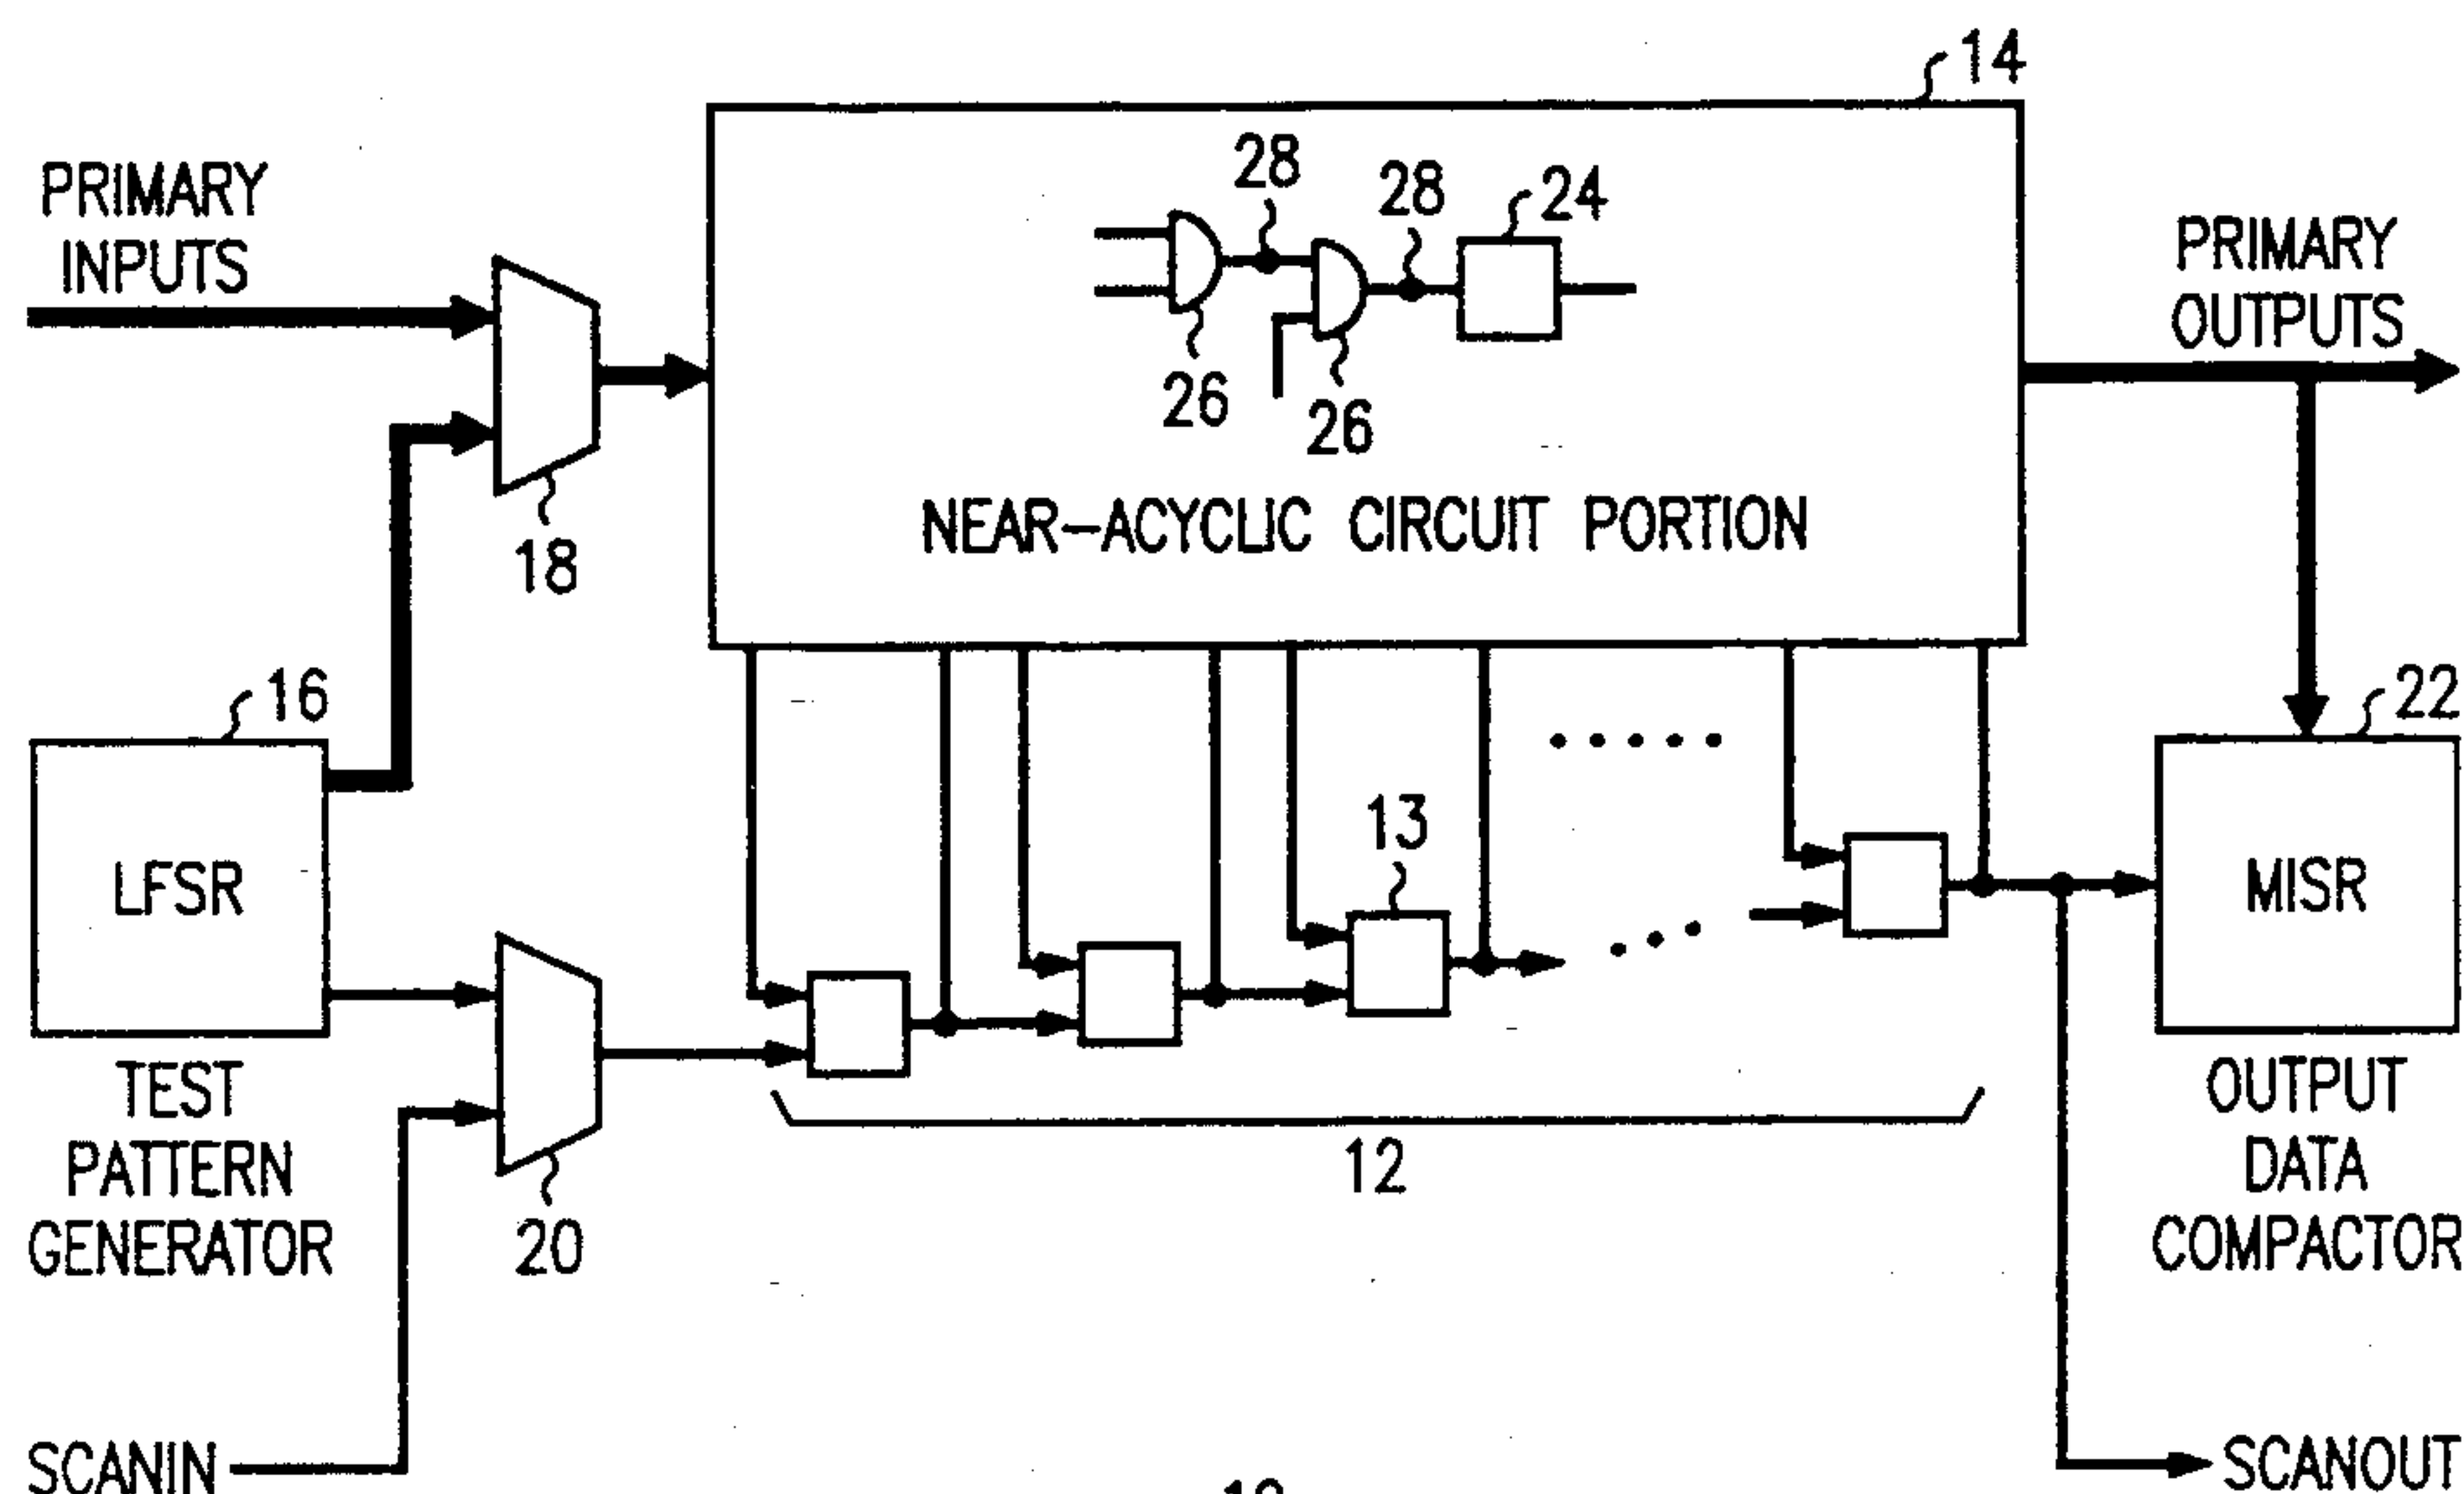 14
PRIMARY
INPUTS
28
28
24
PRIMARY
OUTPUTS
26
26
18
NEAR-ACYCLIC CIRCUIT PORTION
16
22
LFSR
13
MISR
TEST
PATTERN
GENERATOR
20
12
OUTPUT
DATA
COMPACTOR
SCANIN
SCANOUT